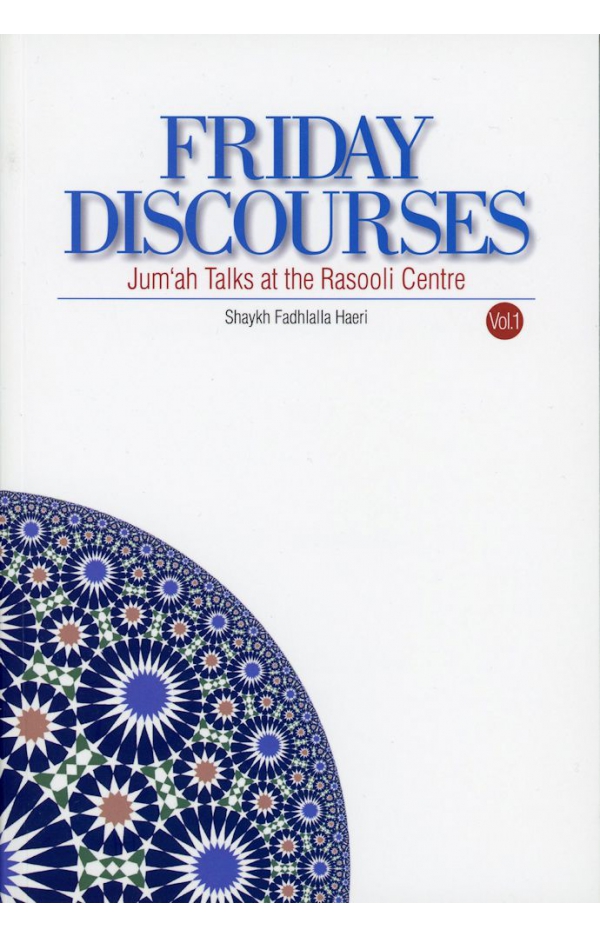 FRIDAY
DISCOURSES
Jum‘ah Talks at the Rasooli Centre
Shaykh Fadhlalla Haeri
Vol.1